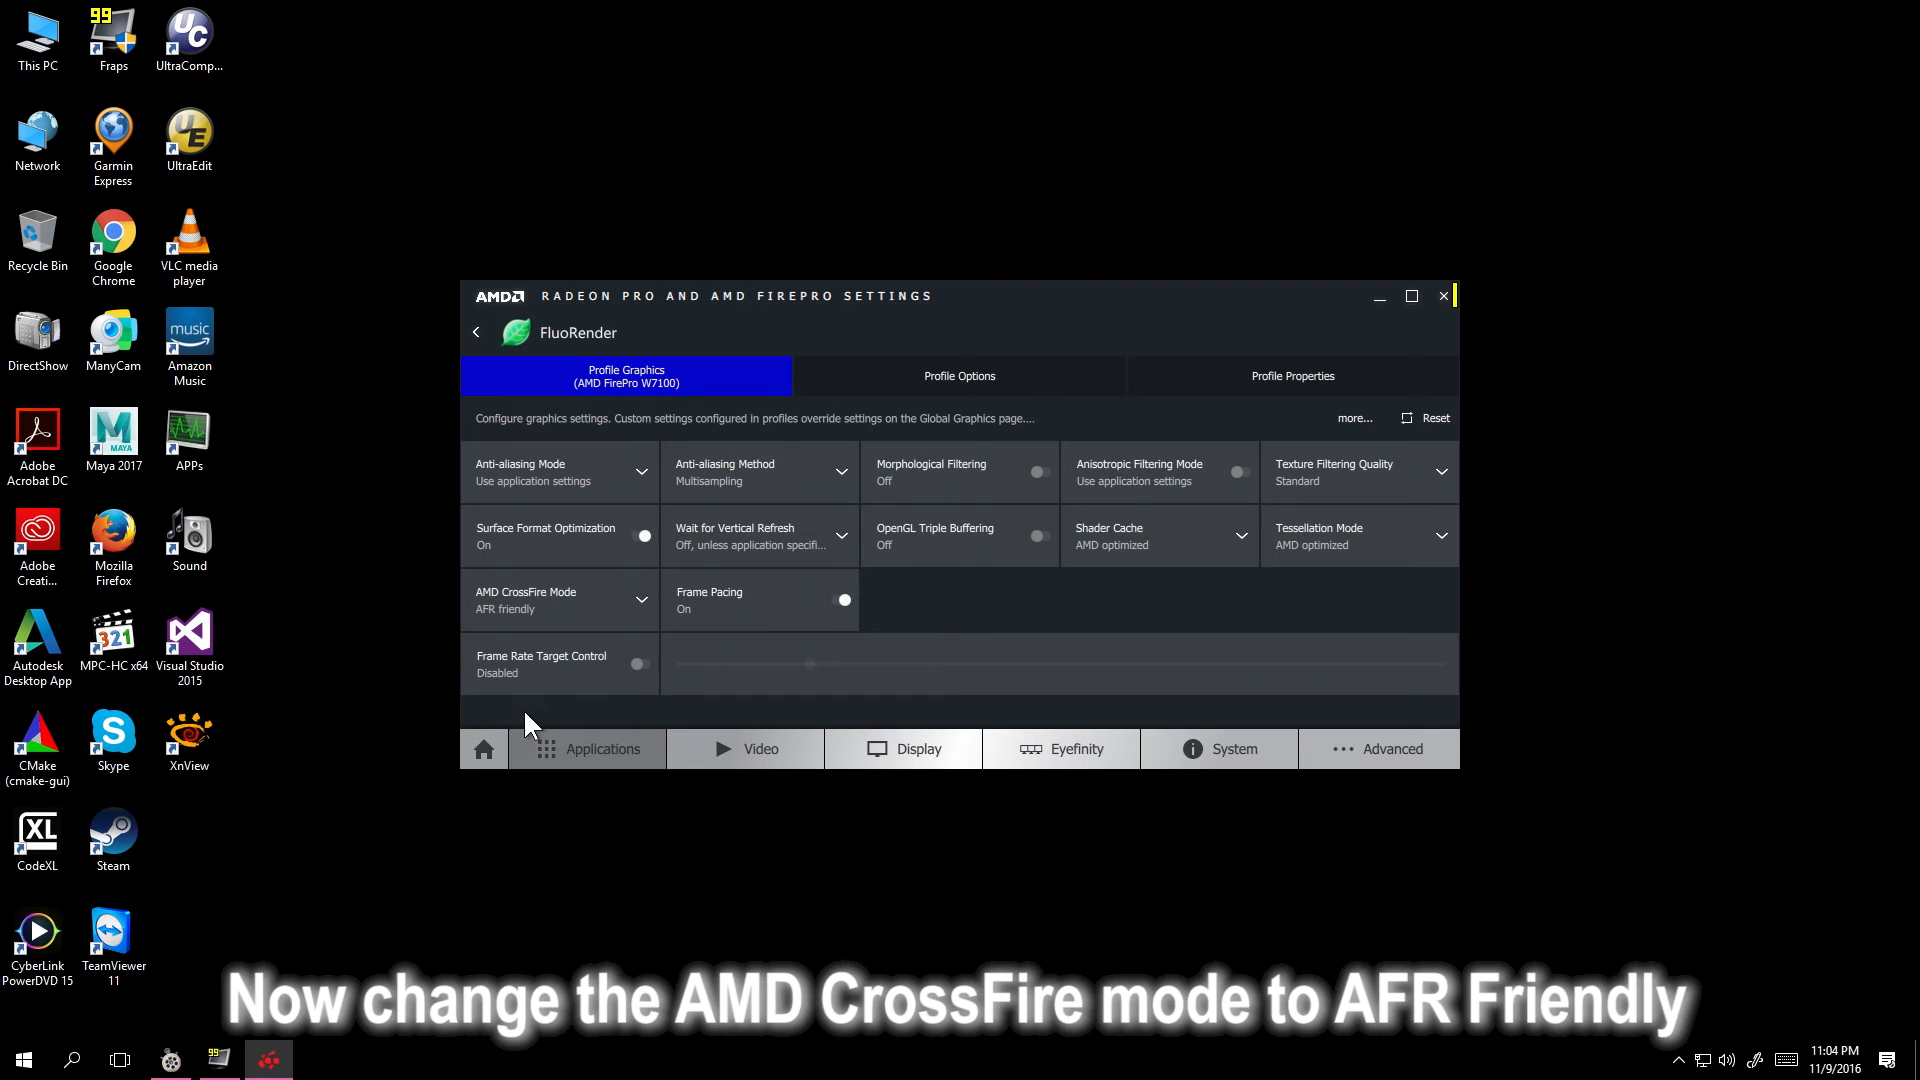 This PC
99
Fraps
UC
UltraComp...
Network
Garmin
Express
UE
UltraEdit
Recycle Bin
Google
Chrome
VLC media
player
DirectShow
ManyCam
music
Amazon
Music
Adobe
Acrobat DC
M
MAYA
Maya 2017
APPs
Adobe
Creati...
Mozilla
Firefox
Sound
Autodesk
Desktop App
321
MPC-HC x64
Visual Studio
2015
CMake
(cmake-gui)
Skype
XnView
XL
CodeXL
Steam
CyberLink
PowerDVD 15
TeamViewer
11
AMD RADEON PRO AND AMD FIREPRO SETTINGS
FluoRender
Profile Graphics
(AMD FirePro W7100)
Profile Options
Profile Properties
Configure graphics settings. Custom settings configured in profiles override settings on the Global Graphics page....
more...
Reset
Anti-aliasing Mode
Use application settings
Anti-aliasing Method
Multisampling
Morphological Filtering
Off
Anisotropic Filtering Mode
Use application settings
Texture Filtering Quality
Standard
Surface Format Optimization
On
Wait for Vertical Refresh
Off, unless application specifi...
OpenGL Triple Buffering
Off
Shader Cache
AMD optimized
Tessellation Mode
AMD optimized
AMD CrossFire Mode
AFR friendly
Frame Pacing
On
Frame Rate Target Control
Disabled
Applications
Video
Display
Eyefinity
System
Advanced
Now change the AMD CrossFire mode to AFR Friendly
99
11:04 PM
11/9/2016